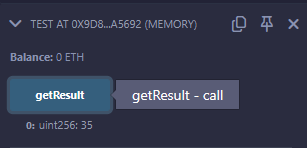 TEST AT 0X9D8...A5692 (MEMORY)
Balance: 0 ETH
getResult
getResult - call
0: uint256: 35